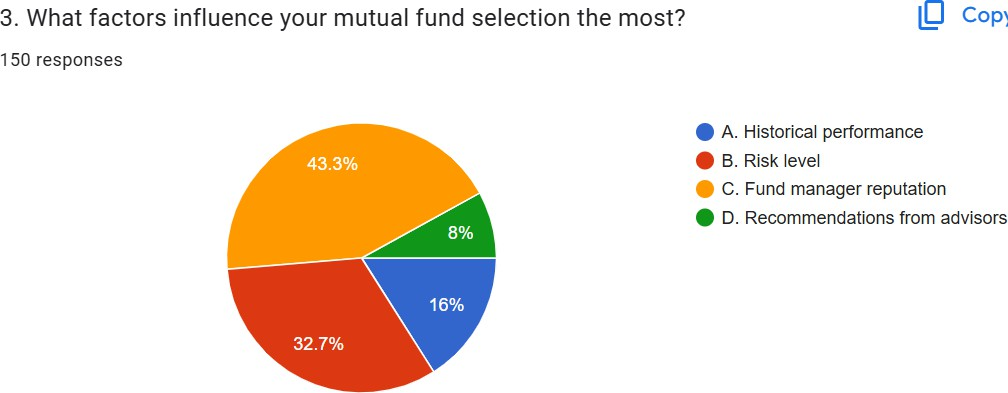 3. What factors influence your mutual fund selection the most?
Copy
150 responses
43.3%
8%
16%
32.7%
A. Historical performance
B. Risk level
C. Fund manager reputation
D. Recommendations from advisors